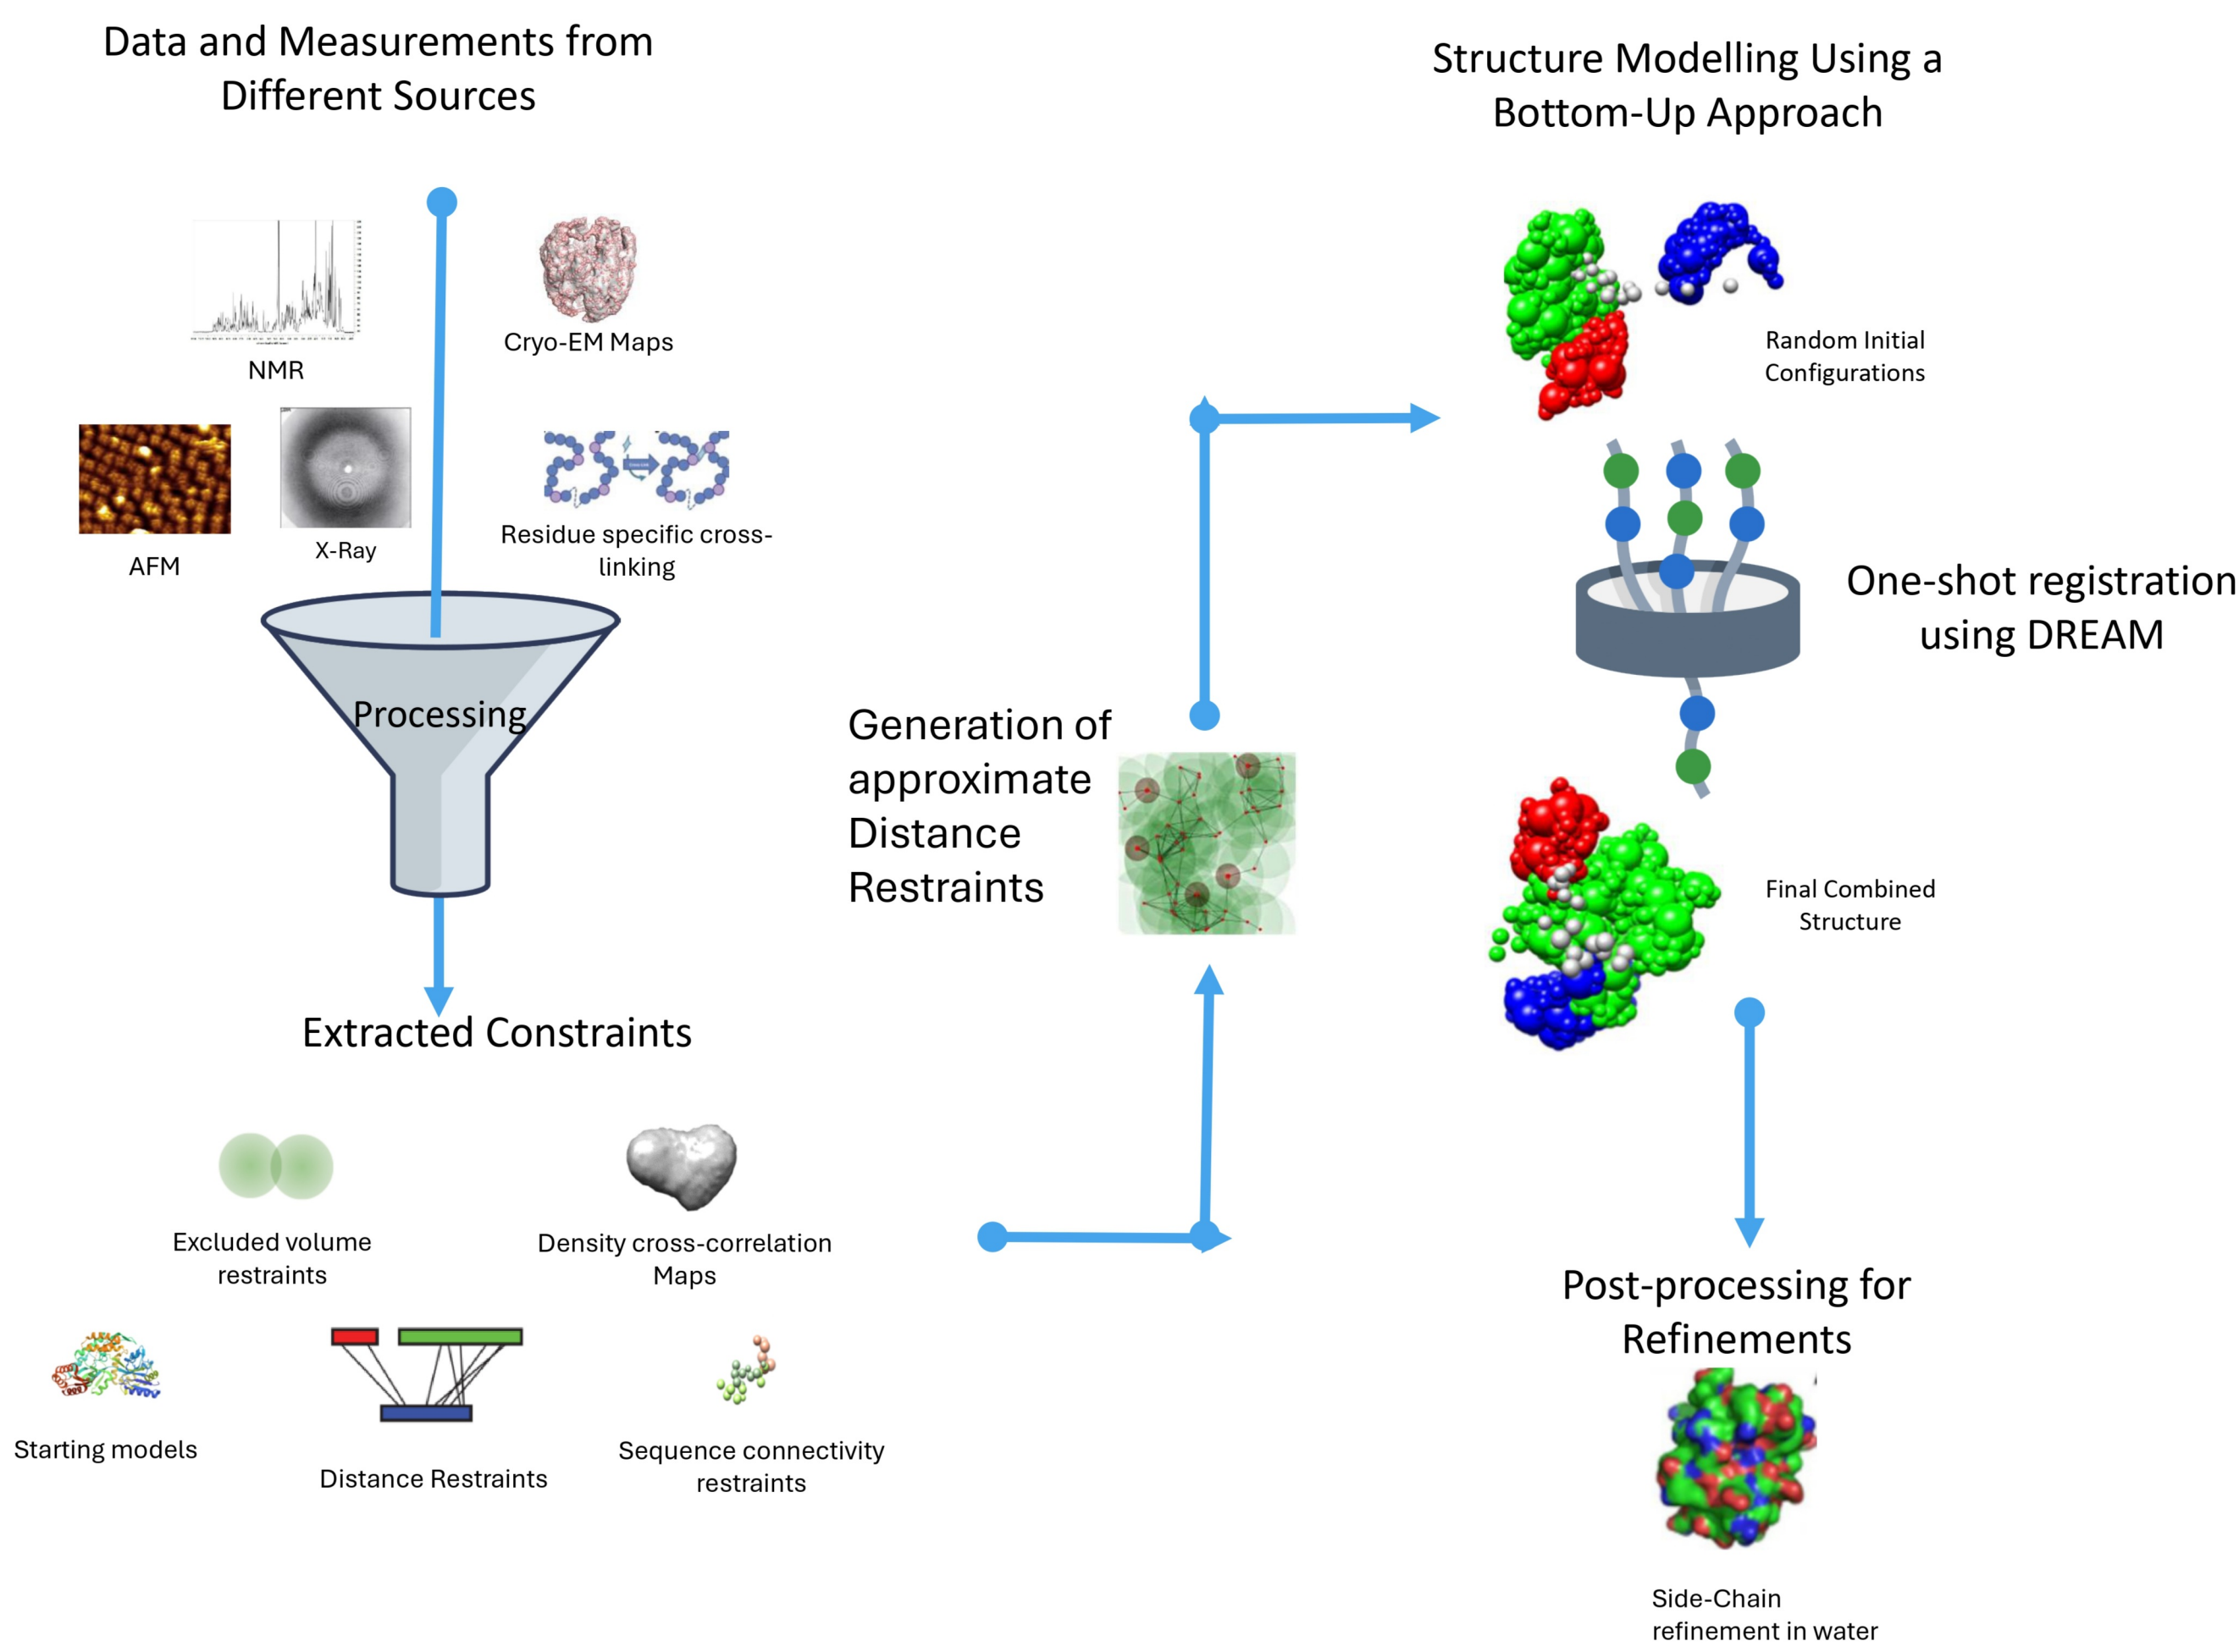 Data and Measurements from
Different Sources
NMR
Cryo-EM Maps
AFM
X-Ray
Residue specific cross-
linking
Processing
Extracted Constraints
Excluded volume
restraints
Density cross-correlation
Maps
Starting models
Distance Restraints
Sequence connectivity
restraints
Generation of
approximate
Distance
Restraints
Structure Modelling Using a
Bottom-Up Approach
Random Initial
Configurations
One-shot registration
using DREAM
Final Combined
Structure
Post-processing for
Refinements
Side-Chain
refinement in water